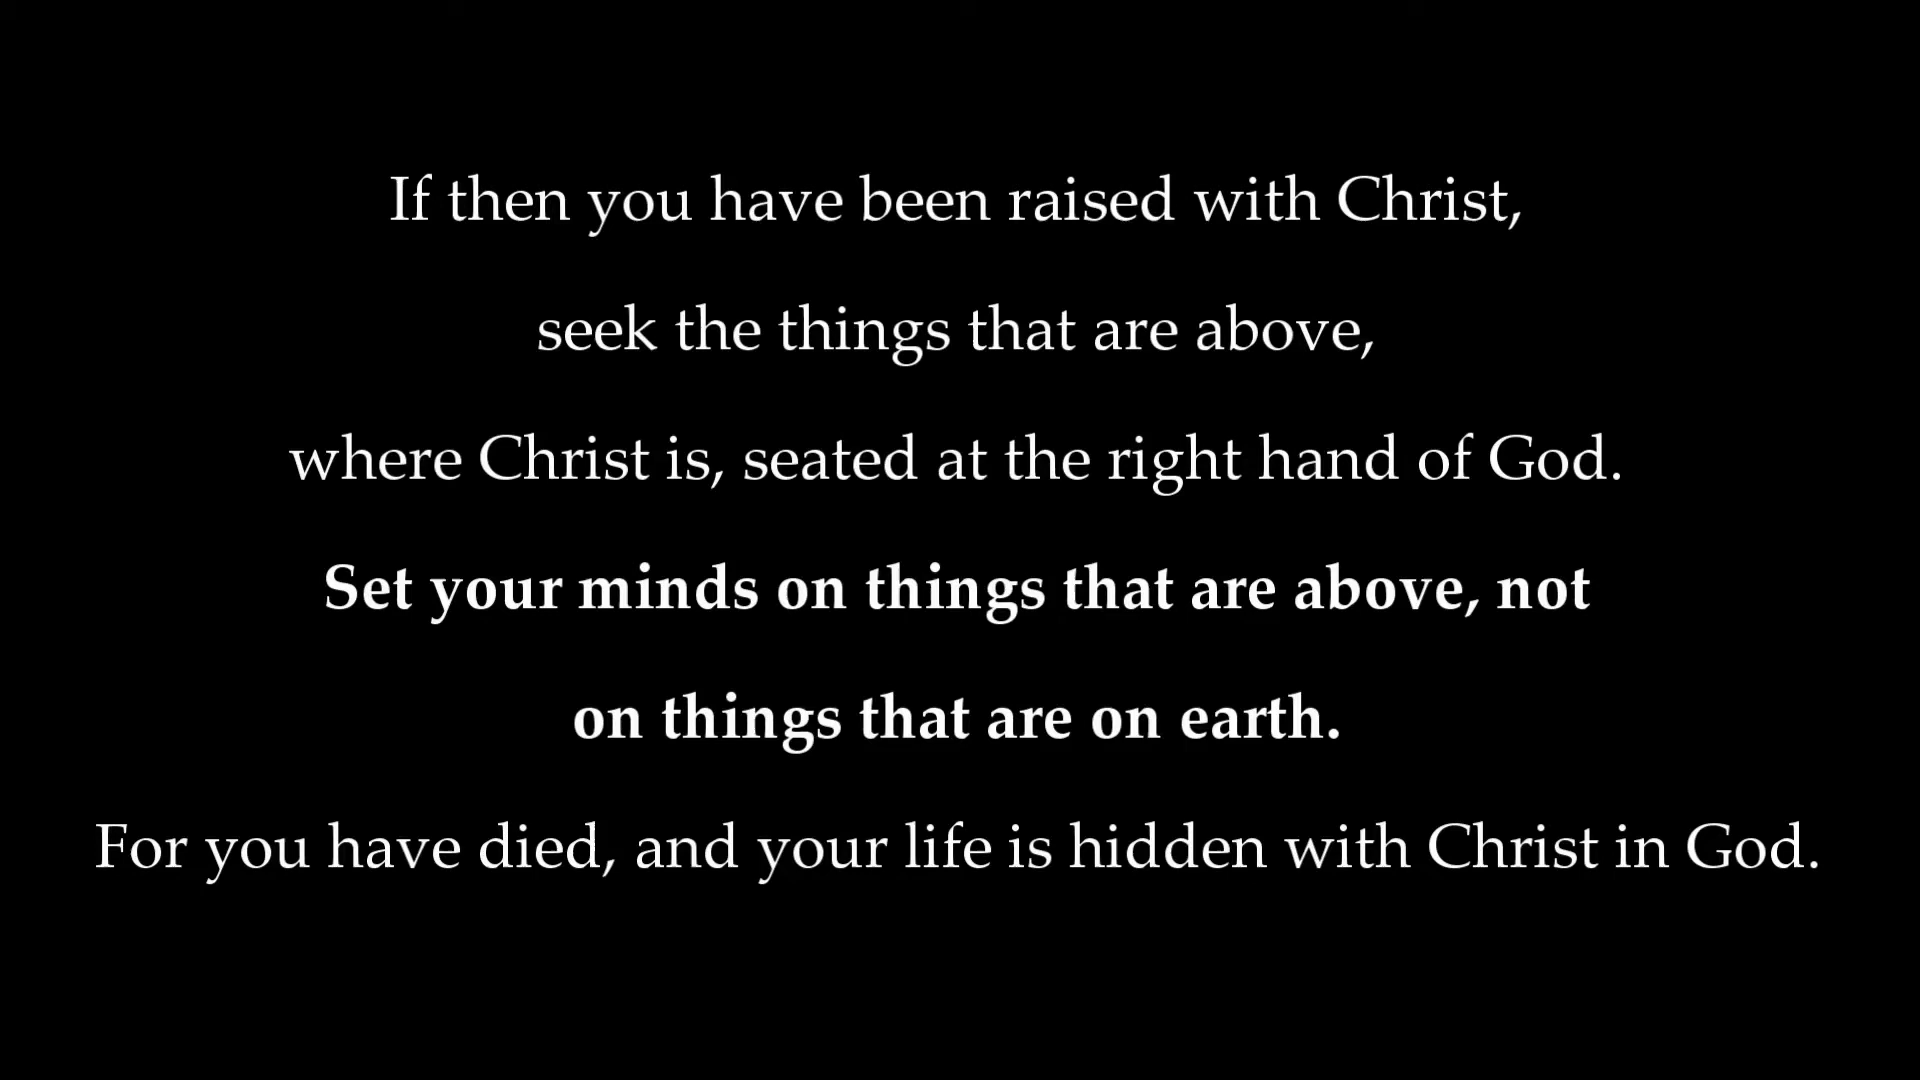 If then you have been raised with Christ,
seek the things that are above,
where Christ is, seated at the right hand of God.
Set your minds on things that are above, not
on things that are on earth.
For you have died, and your life is hidden with Christ in God.